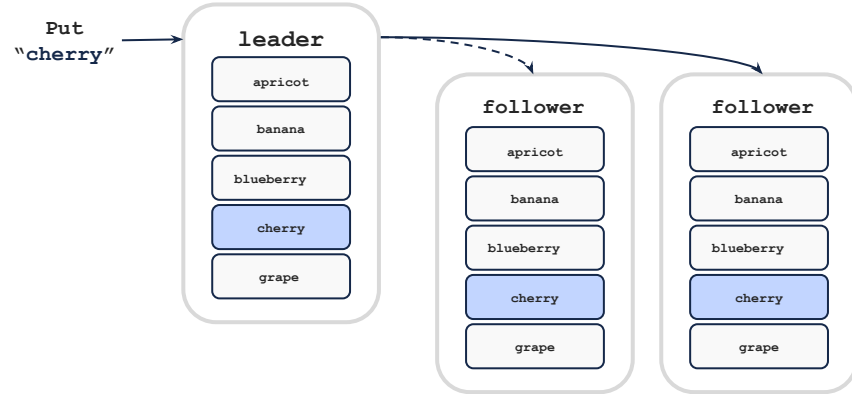 Put
“cherry”
leader
apricot
banana
blueberry
cherry
grape
follower
apricot
banana
blueberry
cherry
grape
follower
apricot
banana
blueberry
cherry
grape